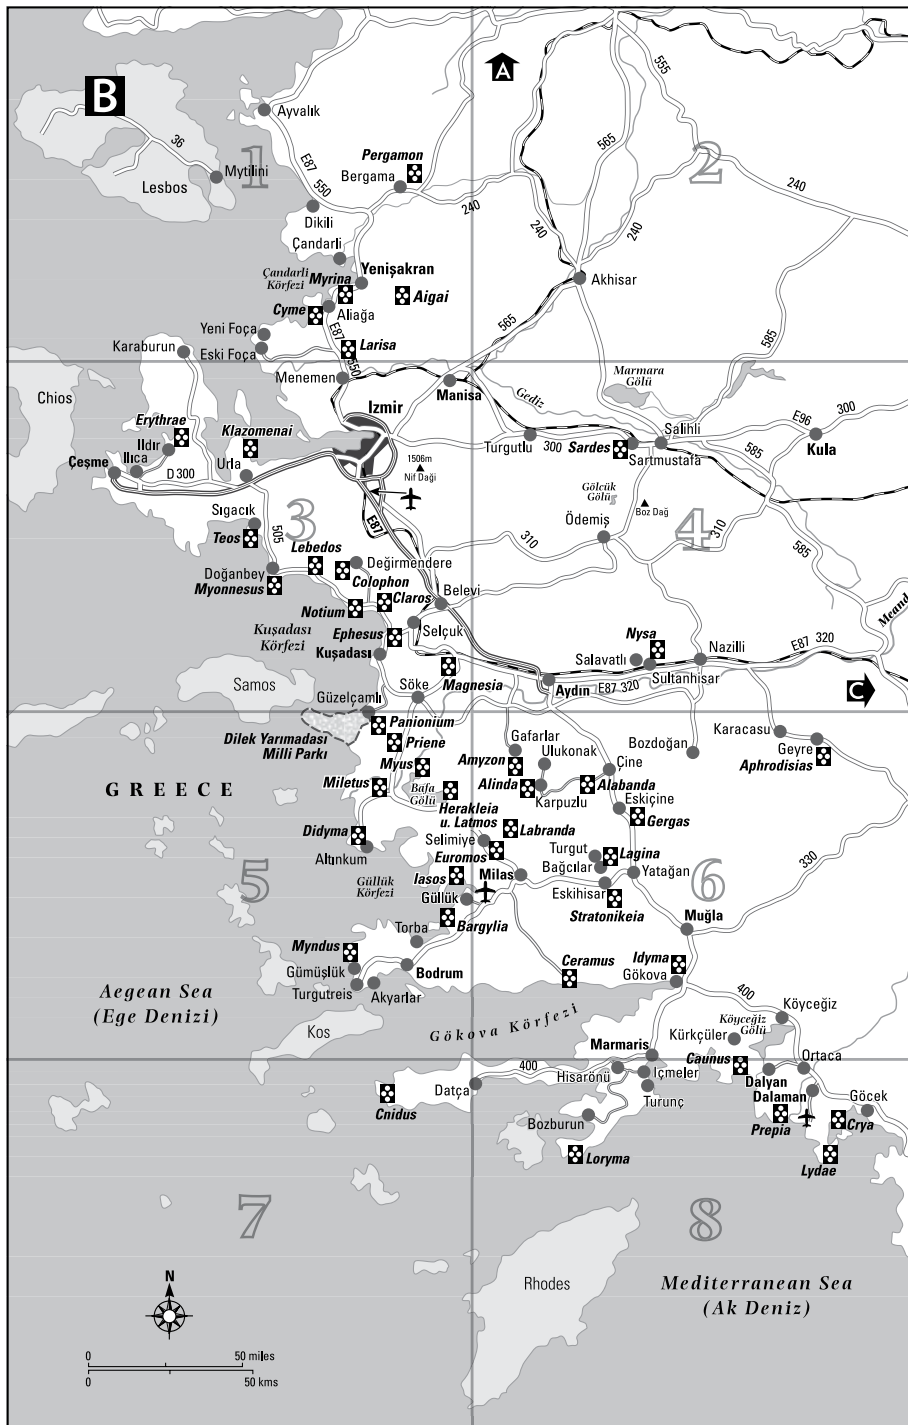 B
A
555
1
2
36
Ayvalık
565
E87
550
Pergamon
Bergama
Mytilini
Lesbos
240
240
Dikili
240
240
Çandarli
Çandarli
Körfezi
Myrina
Yenişakran
Aigai
Akhisar
Cyme
Aliağa
Yeni Foça
Karaburun
Eski Foça
E87
550
Larisa
565
585
Menemen
Manisa
Marmara
Gölü
Chios
Izmir
Gediz
Erythrae
Klazomenai
Ildır
Ilıca
Çeşme
D 300
Urla
1506m
Nif Daği
Turgutlu
300
Sardes
Salihli
Sartmustafa
E96
300
585
Kula
Gölcük
Gölü
Boz Dağ
Sıgacık
3
4
Teos
505
E87
Ödemiş
310
310
585
Lebedos
Değirmendere
Doğanbey
Myonnesus
Colophon
Claros
Notium
Belevi
Meand
Kuşadası
Körfezi
Ephesus
Selçuk
Kuşadası
Nysa
Salavatlı
Nazilli
E87
320
Sultanhisar
Samos
Magnesia
Söke
Aydın
E87 320
C
Güzelçamlı
Panionium
Dilek Yarımadası
Milli Parkı
Priene
Gafarlar
Ulukonak
Bozdoğan
Karacasu
Geyre
Aphrodisias
Myus
Amyzon
Çine
GREECE
Miletus
Bafa
Gölü
Alinda
Karpuzlu
Alabanda
Herakleia
u. Latmos
Eskiçine
Gergas
Didyma
Altınkum
Selimiye
Labranda
330
Euromos
Turgut
Lagina
5
Güllük
Körfezi
Iasos
Milas
Bağcılar
Yatağan
6
Güllük
Eskihisar
Stratonikeia
Bargylia
Muğla
Torba
Myndus
Gümüşlük
Bodrum
Ceramus
Idyma
Gökova
Turgutreis
Akyarlar
400
Aegean Sea
(Ege Denizi)
Kos
Gökova Körfezi
Köyceğiz
Köyceğiz
Gölü
Kürkçüler
Marmaris
Caunus
Ortaca
400
Hisarönü
Içmeler
Datça
Dalyan
Dalaman
Göcek
Cnidus
Turunç
Bozburun
Prepia
Crya
Loryma
Lydae
7
8
Rhodes
Mediterranean Sea
(Ak Deniz)
N
0
50 miles
0
50 kms